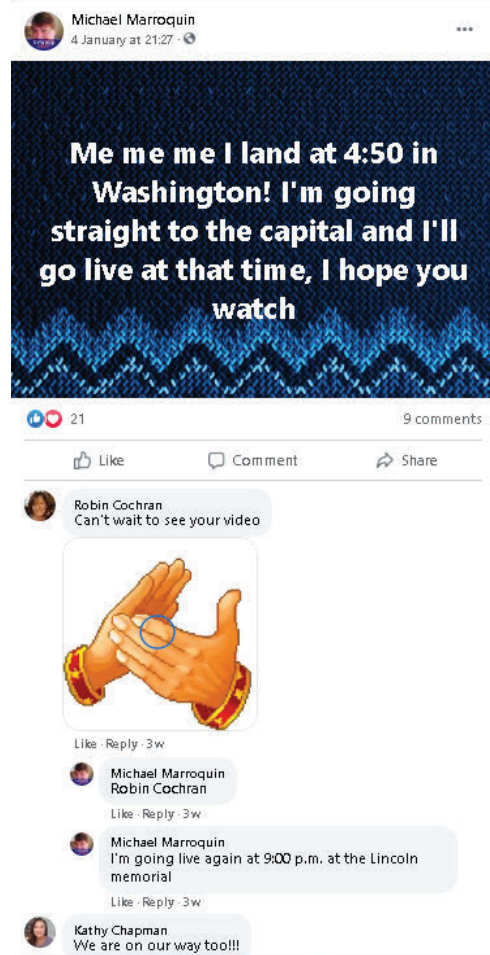 Michael Marroquin
4 January at 21:27 ·
Me me me I land at 4:50 in
Washington! I'm going
straight to the capital and I'll
go live at that time, I hope you
watch
21 9 comments
Like Comment Share
Robin Cochran
Can't wait to see your video
Like · Reply · 3w
Michael Marroquin
Robin Cochran
Like · Reply · 3w
Michael Marroquin
I'm going live again at 9:00 p.m. at the Lincoln
memorial
Like · Reply · 3w
Kathy Chapman
We are on our way too!!!